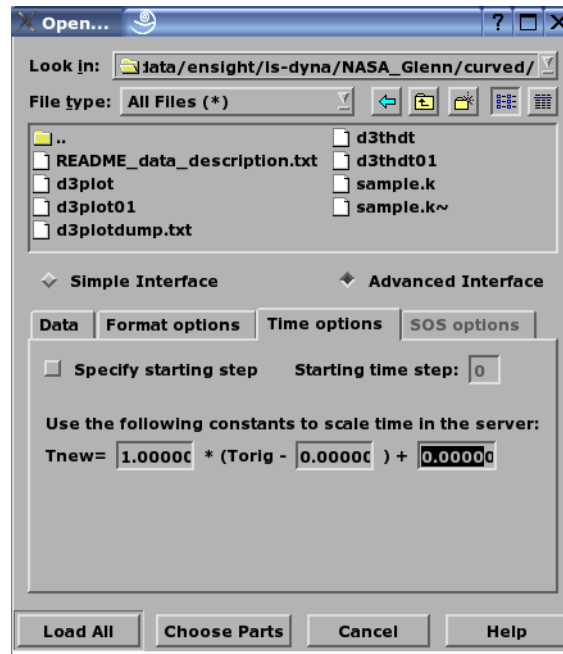 Open...
Look in: data/ensight/ls-dyna/NASA_Glenn/curved/
File type: All Files (*)
..
README_data_description.txt
d3plot
d3plot01
d3plotdump.txt
d3thdt
d3thdt01
sample.k
sample.k~
Simple Interface Advanced Interface
Data Format options Time options SOS options
Specify starting step Starting time step: 0
Use the following constants to scale time in the server:
Tnew= 1.0000 * (Torig - 0.0000 ) + 0.00000
Load All Choose Parts Cancel Help